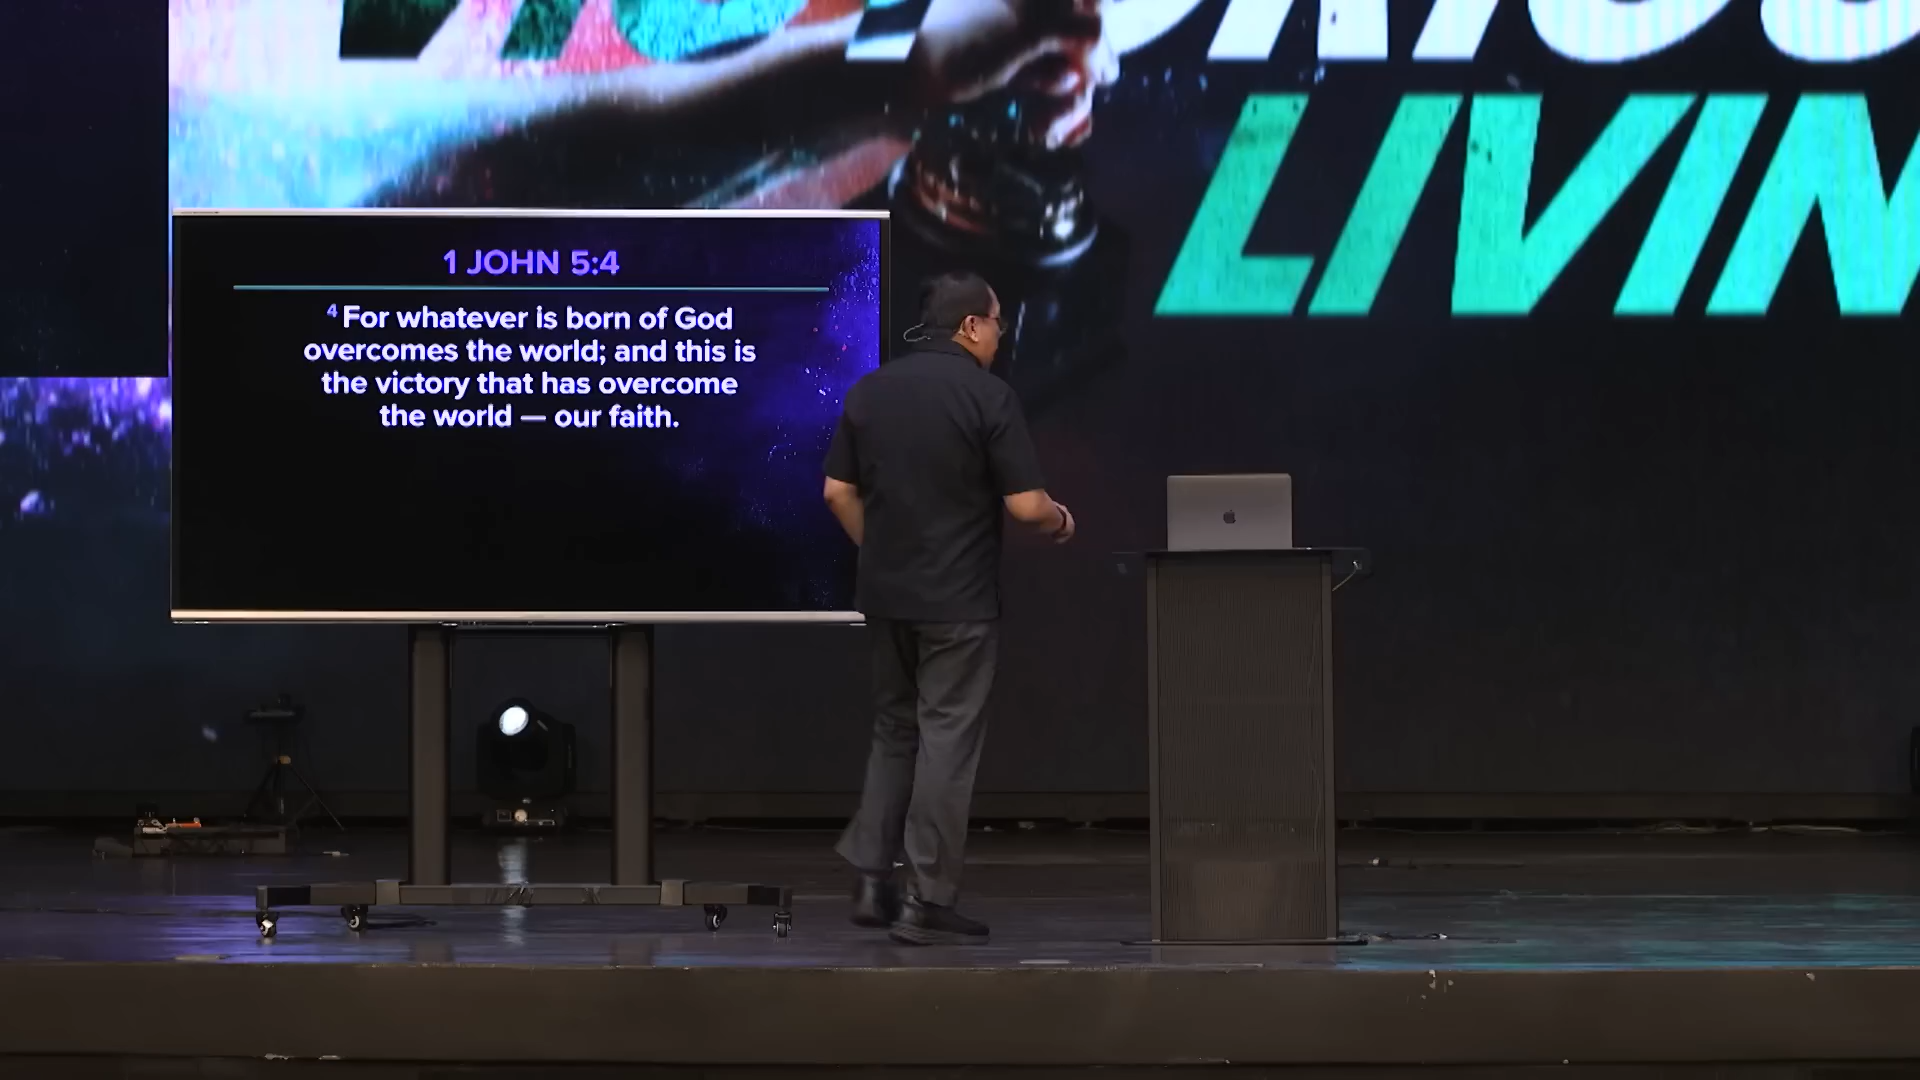 LIVIN
1 JOHN 5:4
4 For whatever is born of God
overcomes the world; and this is
the victory that has overcome
the world — our faith.